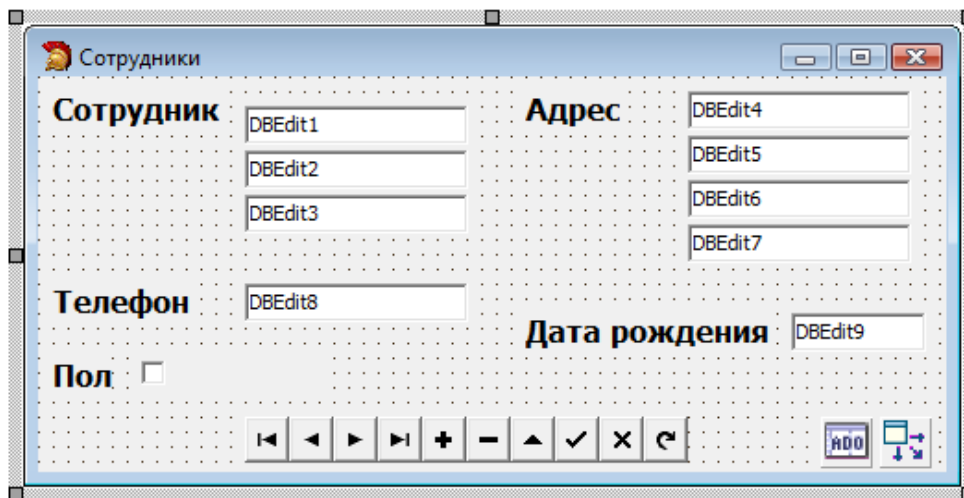 Сотрудники
Сотрудник
DBEdit1
DBEdit2
DBEdit3
Адрес
DBEdit4
DBEdit5
DBEdit6
DBEdit7
Телефон
DBEdit8
Дата рождения
DBEdit9
Пол
ADO